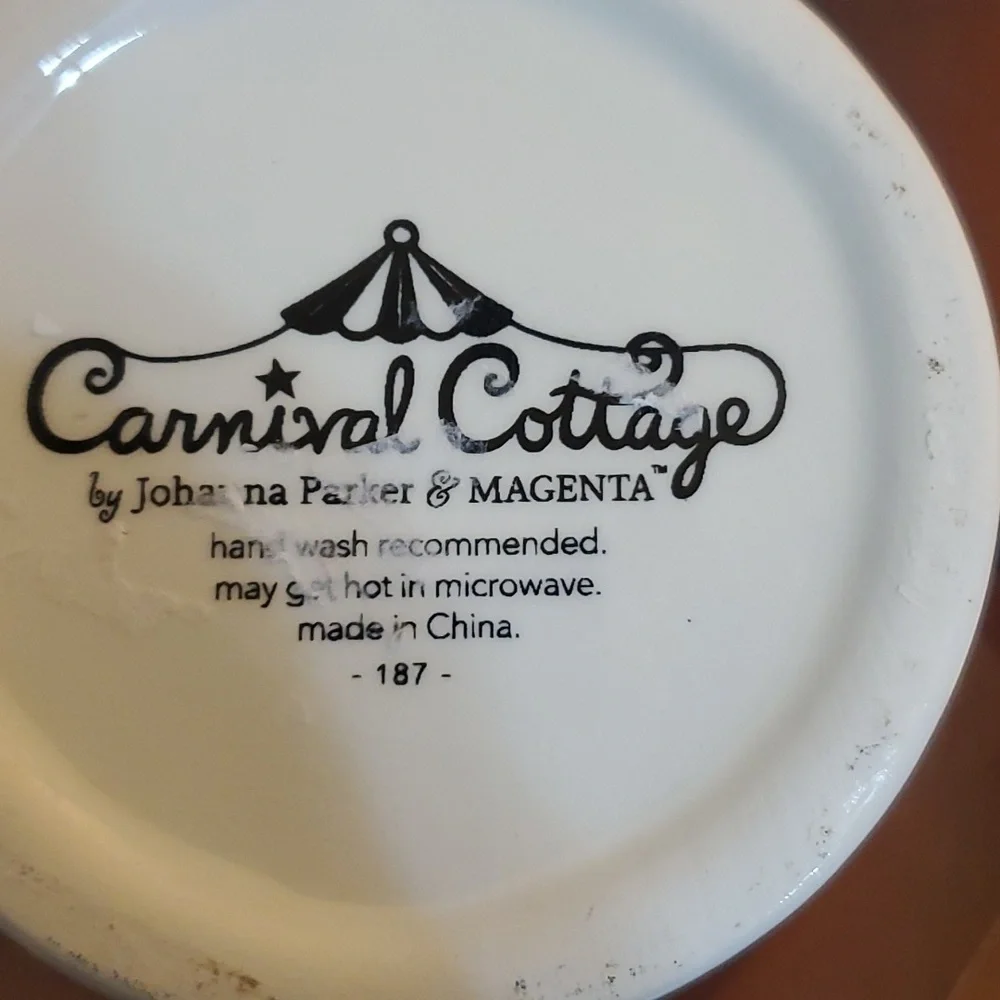 Carnival Cottage
by Johanna Parker & MAGENTA™
hand wash recommended.
may get hot in microwave.
made in China.
- 187 -